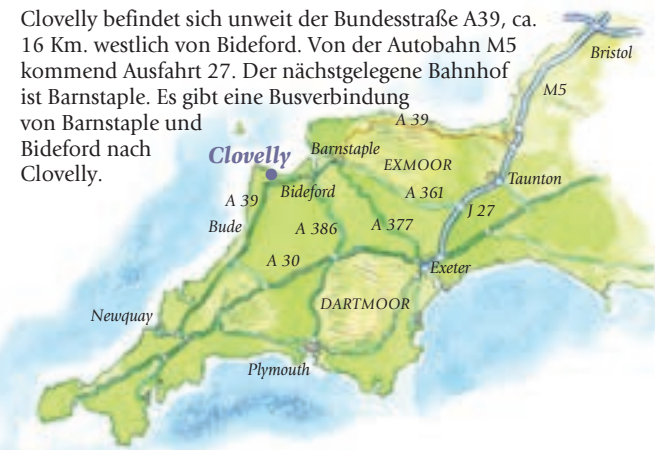 Clovelly befindet sich unweit der Bundesstraße A39, ca.
16 Km. westlich von Bideford. Von der Autobahn M5
kommend Ausfahrt 27. Der nächstgelegene Bahnhof
ist Barnstaple. Es gibt eine Busverbindung
von Barnstaple und
Bideford nach
Clovelly.
Bristol
M5
A 39
Clovelly
Barnstaple
EXMOOR
Taunton
Bideford
A 361
A 39
J 27
Bude
A 386
A 377
A 30
Exeter
DARTMOOR
Newquay
Plymouth